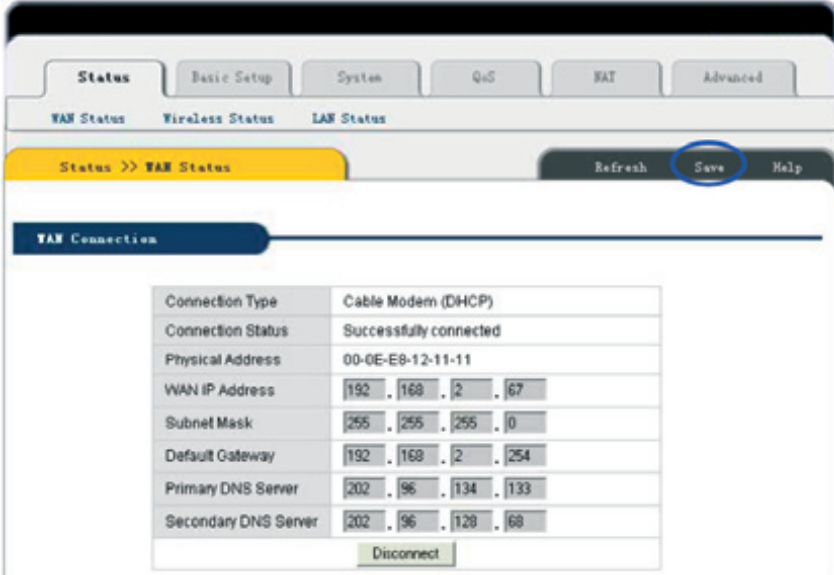 Status Basic Setup System QoS NAT Advanced
WAN Status Wireless Status LAN Status
Status >> WAN Status Refresh Save Help
WAN Connection
Connection Type Cable Modem (DHCP)
Connection Status Successfully connected
Physical Address 00-0E-E8-12-11-11
WAN IP Address 192 . 168 . 2 . 67
Subnet Mask 255 . 255 . 255 . 0
Default Gateway 192 . 168 . 2 . 254
Primary DNS Server 202 . 96 . 134 . 133
Secondary DNS Server 202 . 96 . 128 . 68
Disconnect